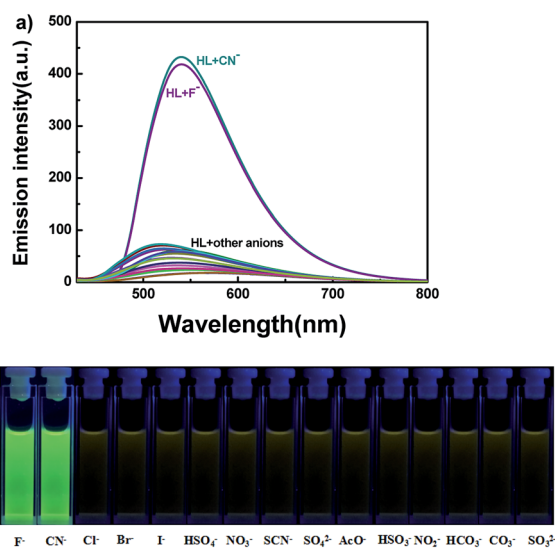 a)
500
400
300
200
100
0
Emission intensity(a.u.)
HL+CN⁻
HL+F⁻
HL+other anions
500 600 700 800
Wavelength(nm)
F⁻ CN⁻ Cl⁻ Br⁻ I⁻ HSO₄⁻ NO₃⁻ SCN⁻ SO₄²⁻ AcO⁻ HSO₃⁻ NO₂⁻ HCO₃⁻ CO₃⁻ SO₃²⁻